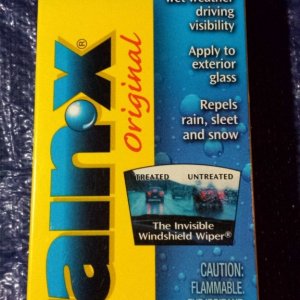 wet weather
driving
visibility
Apply to
exterior
glass
Repels
rain, sleet
and snow
ain·x®
Original
TREATED UNTREATED
The Invisible
Windshield Wiper®
CAUTION:
FLAMMABLE.